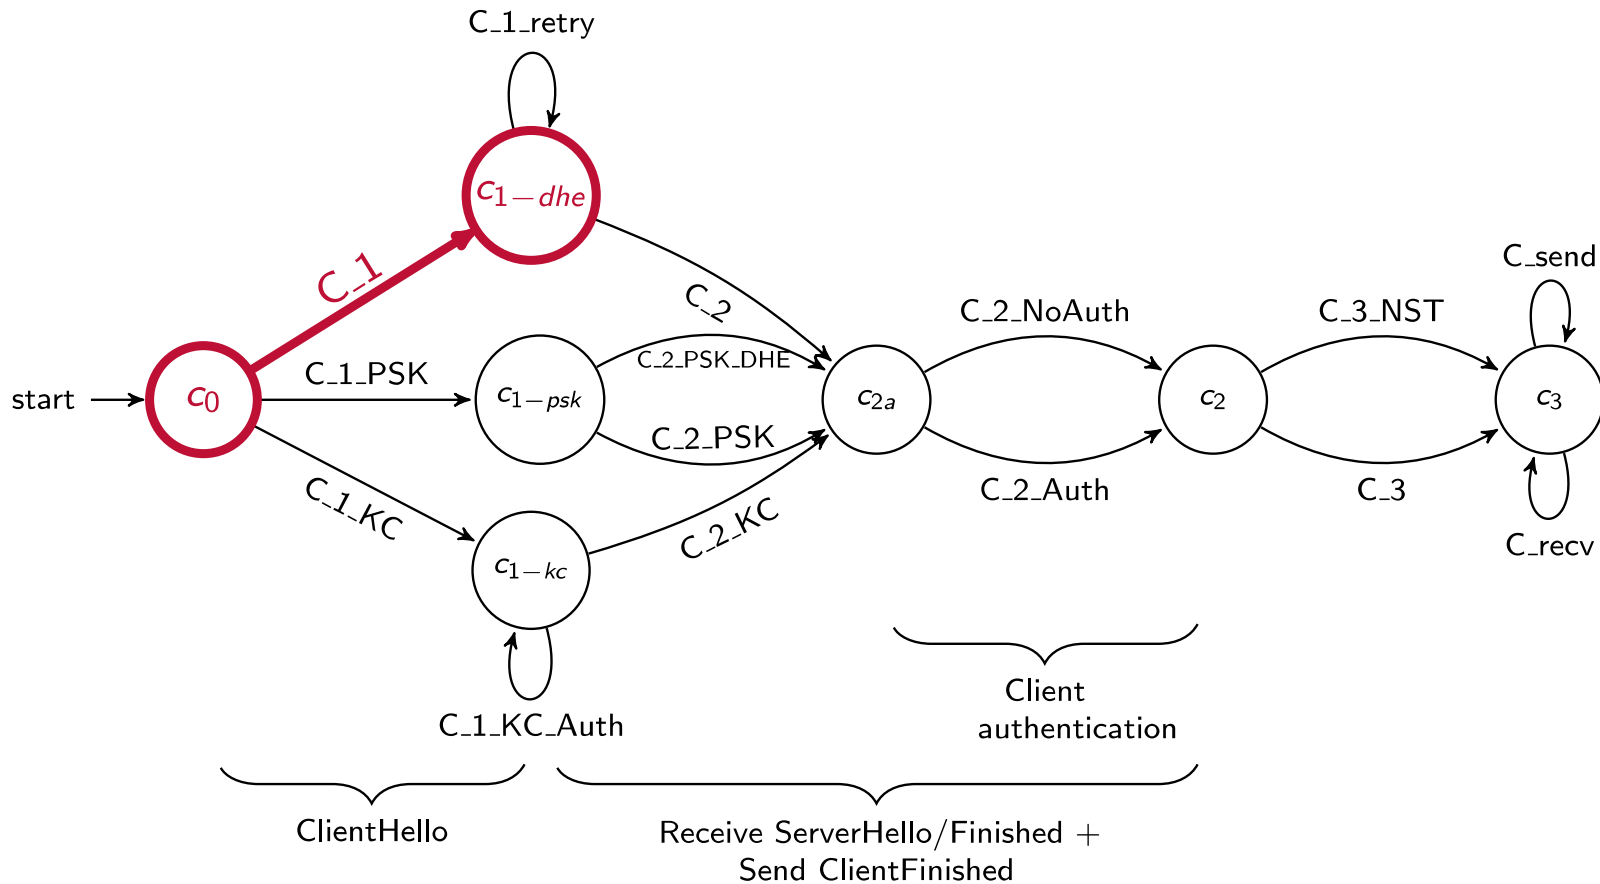 C_1_retry
c1−dhe
C_1
C_send
C_2
C_2_NoAuth
C_3_NST
C_2_PSK_DHE
C_1_PSK
start
c0
c1−psk
c2a
c2
c3
C_2_PSK
C_1_KC
C_2_Auth
C_3
C_2_KC
C_recv
c1−kc
Client
authentication
C_1_KC_Auth
ClientHello
Receive ServerHello/Finished +
Send ClientFinished